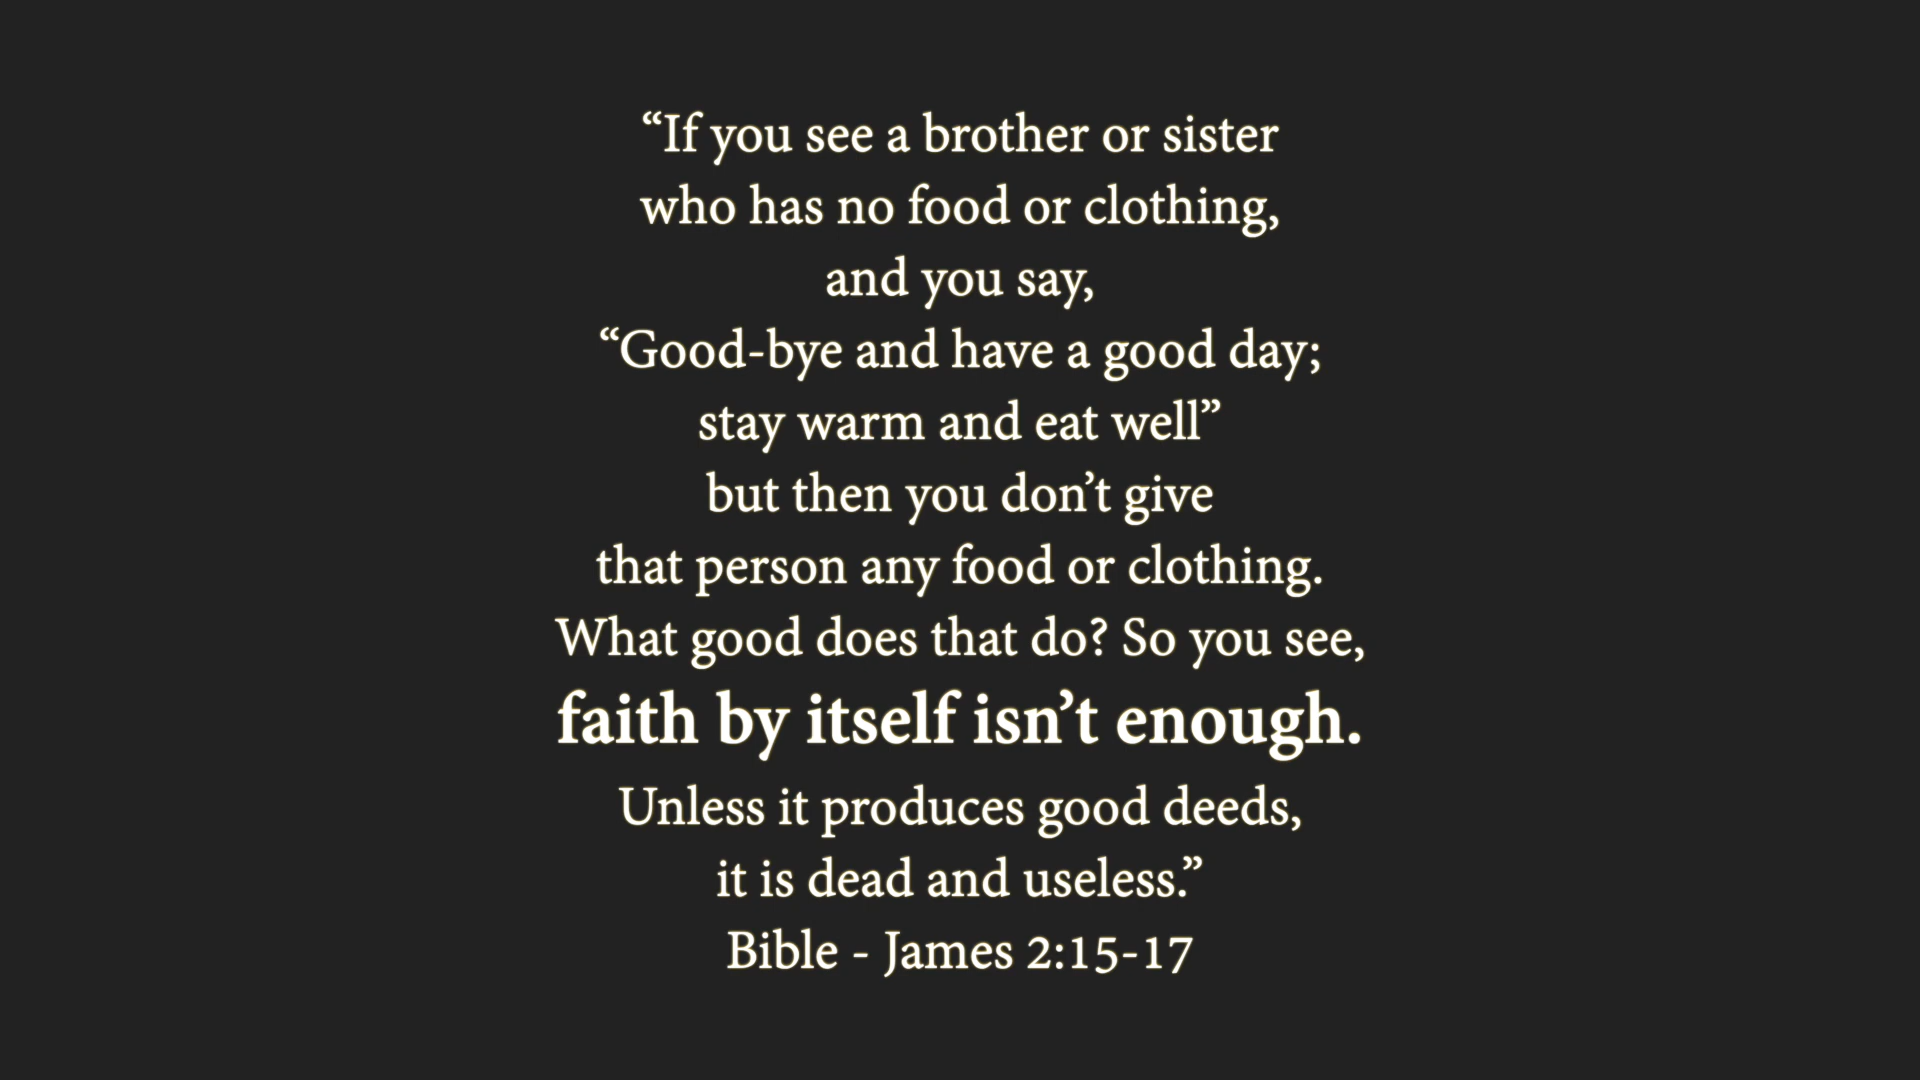 “If you see a brother or sister
who has no food or clothing,
and you say,
“Good-bye and have a good day;
stay warm and eat well”
but then you don’t give
that person any food or clothing.
What good does that do? So you see,
faith by itself isn’t enough.
Unless it produces good deeds,
it is dead and useless.”
Bible - James 2:15-17